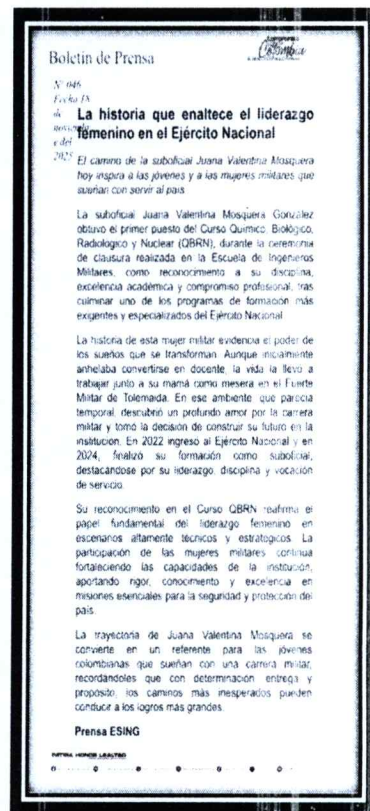 Colombia
Boletín de Prensa
N° 046
Fecha 18
de
noviembr
e del
2025
La historia que enaltece el liderazgo
femenino en el Ejército Nacional
El camino de la suboficial Juana Valentina Mosquera
hoy inspira a las jóvenes y a las mujeres militares que
sueñan con servir al país
La suboficial Juana Valentina Mosquera González
obtuvo el primer puesto del Curso Químico, Biológico,
Radiológico y Nuclear (QBRN), durante la ceremonia
de clausura realizada en la Escuela de Ingenieros
Militares, como reconocimiento a su disciplina,
excelencia académica y compromiso profesional, tras
culminar uno de los programas de formación más
exigentes y especializados del Ejército Nacional
La historia de esta mujer militar evidencia el poder de
los sueños que se transforman. Aunque inicialmente
anhelaba convertirse en docente, la vida la llevó a
trabajar junto a su mamá como mesera en el Fuerte
Militar de Tolemaida. En ese ambiente que parecía
temporal, descubrió un profundo amor por la carrera
militar y tomó la decisión de construir su futuro en la
institución. En 2022 ingresó al Ejército Nacional y en
2024, finalizó su formación como suboficial,
destacándose por su liderazgo, disciplina y vocación
de servicio.
Su reconocimiento en el Curso QBRN reafirma el
papel fundamental del liderazgo femenino en
escenarios altamente técnicos y estratégicos. La
participación de las mujeres militares continúa
fortaleciendo las capacidades de la institución,
aportando rigor, conocimiento y excelencia en
misiones esenciales para la seguridad y protección del
país.
La trayectoria de Juana Valentina Mosquera se
convierte en un referente para las jóvenes
colombianas que sueñan con una carrera militar,
recordándoles que con determinación entrega y
propósito, los caminos más inesperados pueden
conducir a los logros más grandes.
Prensa ESING
PATRIA HONOR LEALTAD